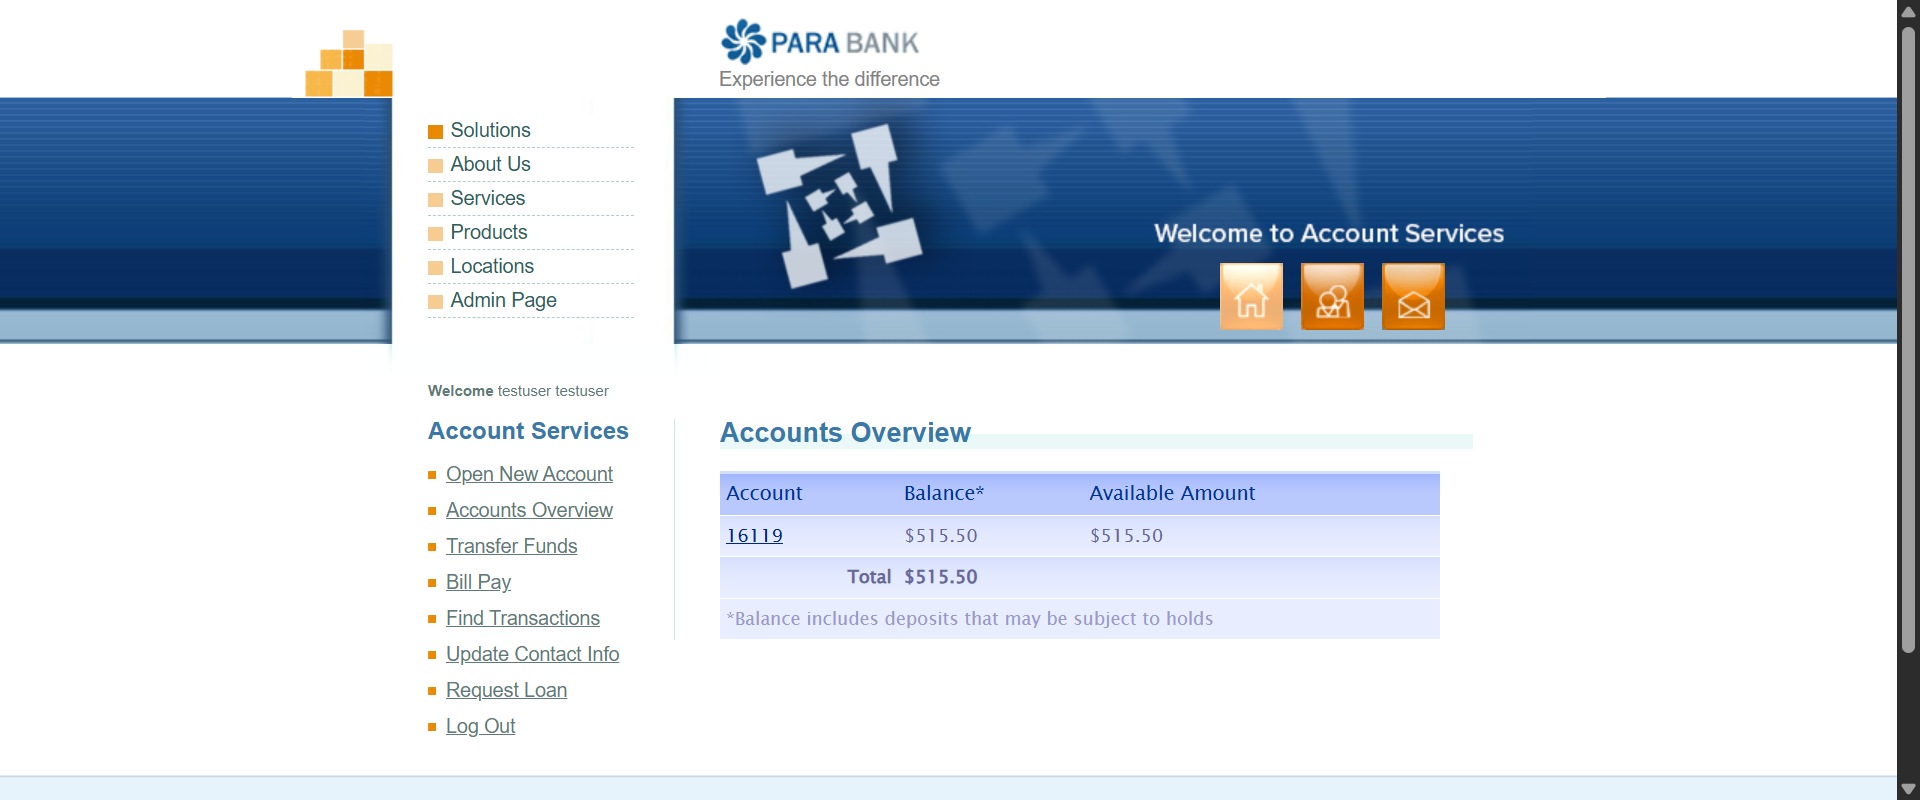 PARA BANK
Experience the difference
Solutions
About Us
Services
Products
Locations
Admin Page
Welcome to Account Services
Welcome testuser testuser
Account Services
Open New Account
Accounts Overview
Transfer Funds
Bill Pay
Find Transactions
Update Contact Info
Request Loan
Log Out
Accounts Overview
Account Balance* Available Amount
16119 $515.50 $515.50
Total $515.50
*Balance includes deposits that may be subject to holds